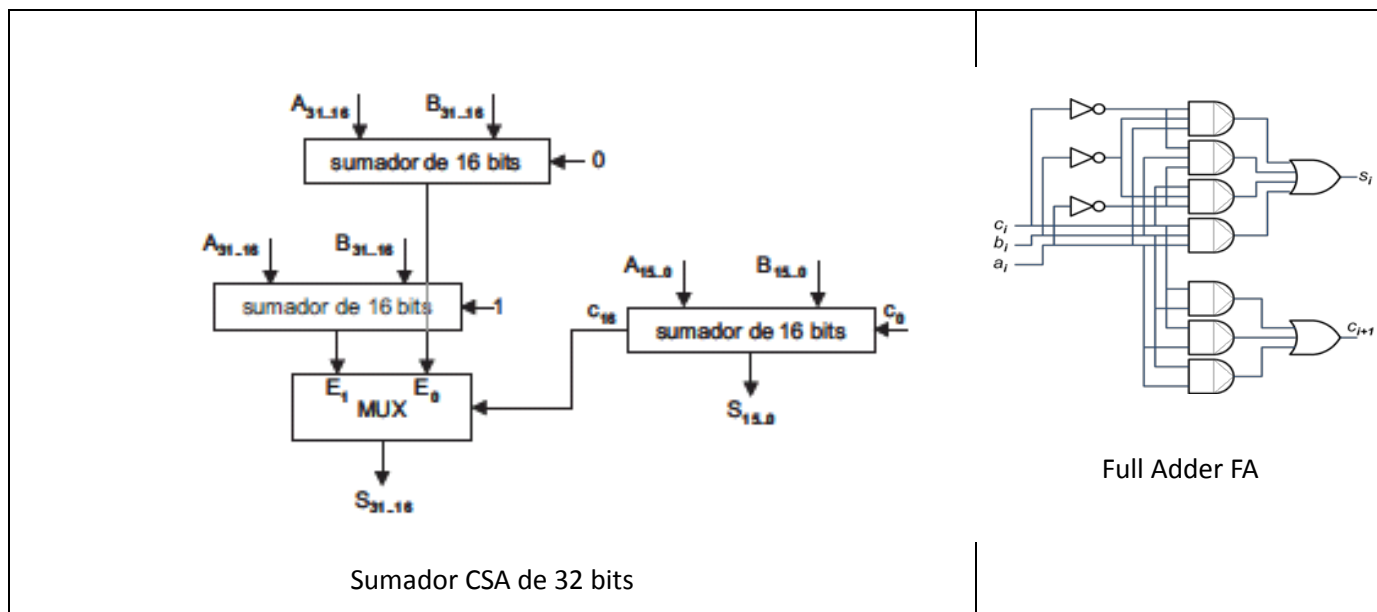 A31..16 B31..16
sumador de 16 bits 0
A31..16 B31..16
sumador de 16 bits 1
E1 E0
MUX
S31..16
A15..0 B15..0
c16 sumador de 16 bits c0
S15..0
Sumador CSA de 32 bits
ci
bi
ai
si
ci+1
Full Adder FA